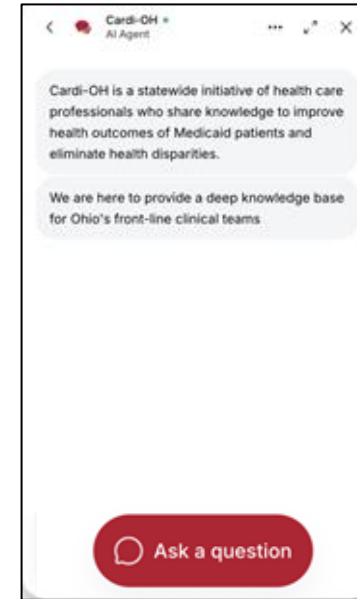 Cardi-OH
AI Agent
Cardi-OH is a statewide initiative of health care
professionals who share knowledge to improve
health outcomes of Medicaid patients and
eliminate health disparities.
We are here to provide a deep knowledge base
for Ohio's front-line clinical teams
Ask a question